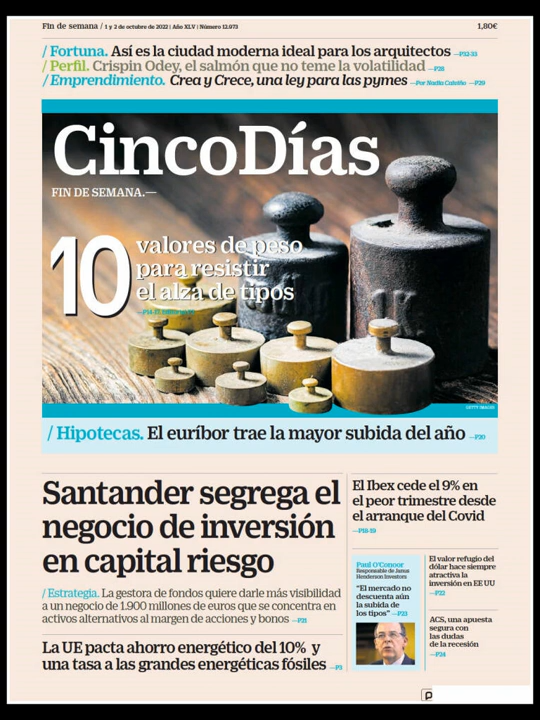 Fin de semana / 1 y 2 de octubre de 2022 | Año XLV | Número 12.973
1,80€
/ Fortuna. Así es la ciudad moderna ideal para los arquitectos –P32-33
/ Perfil. Crispin Odey, el salmón que no teme la volatilidad –P28
/ Emprendimiento. Crea y Crece, una ley para las pymes –Por Nadia Calviño –P29
CincoDías
FIN DE SEMANA.—
10
valores de peso
para resistir
el alza de tipos
GETTY IMAGES
/ Hipotecas. El euríbor trae la mayor subida del año –P20
Santander segrega el
negocio de inversión
en capital riesgo
/ Estrategia. La gestora de fondos quiere darle más visibilidad
a un negocio de 1.900 millones de euros que se concentra en
activos alternativos al margen de acciones y bonos –P21
La UE pacta ahorro energético del 10% y
una tasa a las grandes energéticas fósiles –P3
El Ibex cede el 9% en
el peor trimestre desde
el arranque del Covid
–P18-19
Paul O'Connor
Responsable de Janus
Henderson Investors
“El mercado no
descuenta aún
la subida de
los tipos” –P23
El valor refugio del
dólar hace siempre
atractiva la
inversión en EE UU
–P22
ACS, una apuesta
segura con
las dudas
de la recesión
–P24